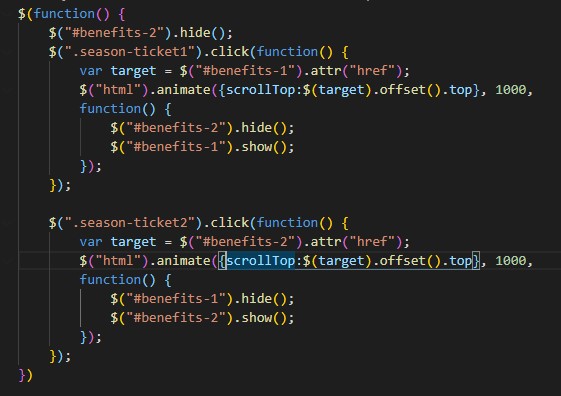 $(function() {
    $("#benefits-2").hide();
    $(".season-ticket1").click(function() {
        var target = $("#benefits-1").attr("href");
        $("html").animate({scrollTop:$(target).offset().top}, 1000,
        function() {
            $("#benefits-2").hide();
            $("#benefits-1").show();
        });
    });

    $(".season-ticket2").click(function() {
        var target = $("#benefits-2").attr("href");
        $("html").animate({scrollTop:$(target).offset().top}, 1000,
        function() {
            $("#benefits-1").hide();
            $("#benefits-2").show();
        });
    });
})